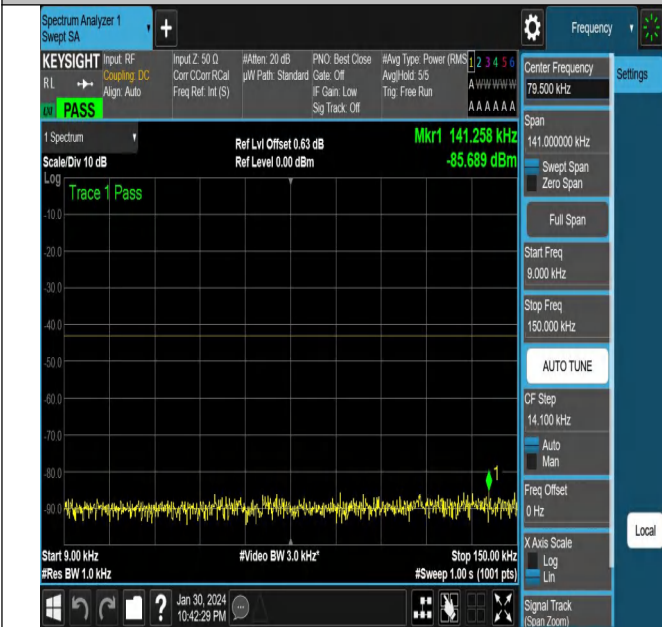 Spectrum Analyzer 1
Swept SA
Frequency
KEYSIGHT
RL
PASS
Input: RF
Coupling: DC
Align: Auto
Input Z: 50 Ω
Corr CCorr RCal
Freq Ref: Int (S)
#Atten: 20 dB
µW Path: Standard
PNO: Best Close
Gate: Off
IF Gain: Low
Sig Track: Off
#Avg Type: Power (RMS
Avg|Hold: 5/5
Trig: Free Run
1 2 3 4 5 6
A W W W W W
A A A A A A
1 Spectrum
Scale/Div 10 dB
Ref Lvl Offset 0.63 dB
Ref Level 0.00 dBm
Mkr1 141.258 kHz
-85.689 dBm
Log
Trace 1 Pass
-10.0
-20.0
-30.0
-40.0
-50.0
-60.0
-70.0
-80.0
-90.0
1
Start 9.00 kHz
#Res BW 1.0 kHz
#Video BW 3.0 kHz*
Stop 150.00 kHz
#Sweep 1.00 s (1001 pts)
Jan 30, 2024
10:42:29 PM
Center Frequency
79.500 kHz
Settings
Span
141.000000 kHz
Swept Span
Zero Span
Full Span
Start Freq
9.000 kHz
Stop Freq
150.000 kHz
AUTO TUNE
CF Step
14.100 kHz
Auto
Man
Freq Offset
0 Hz
Local
X Axis Scale
Log
Lin
Signal Track
(Span Zoom)